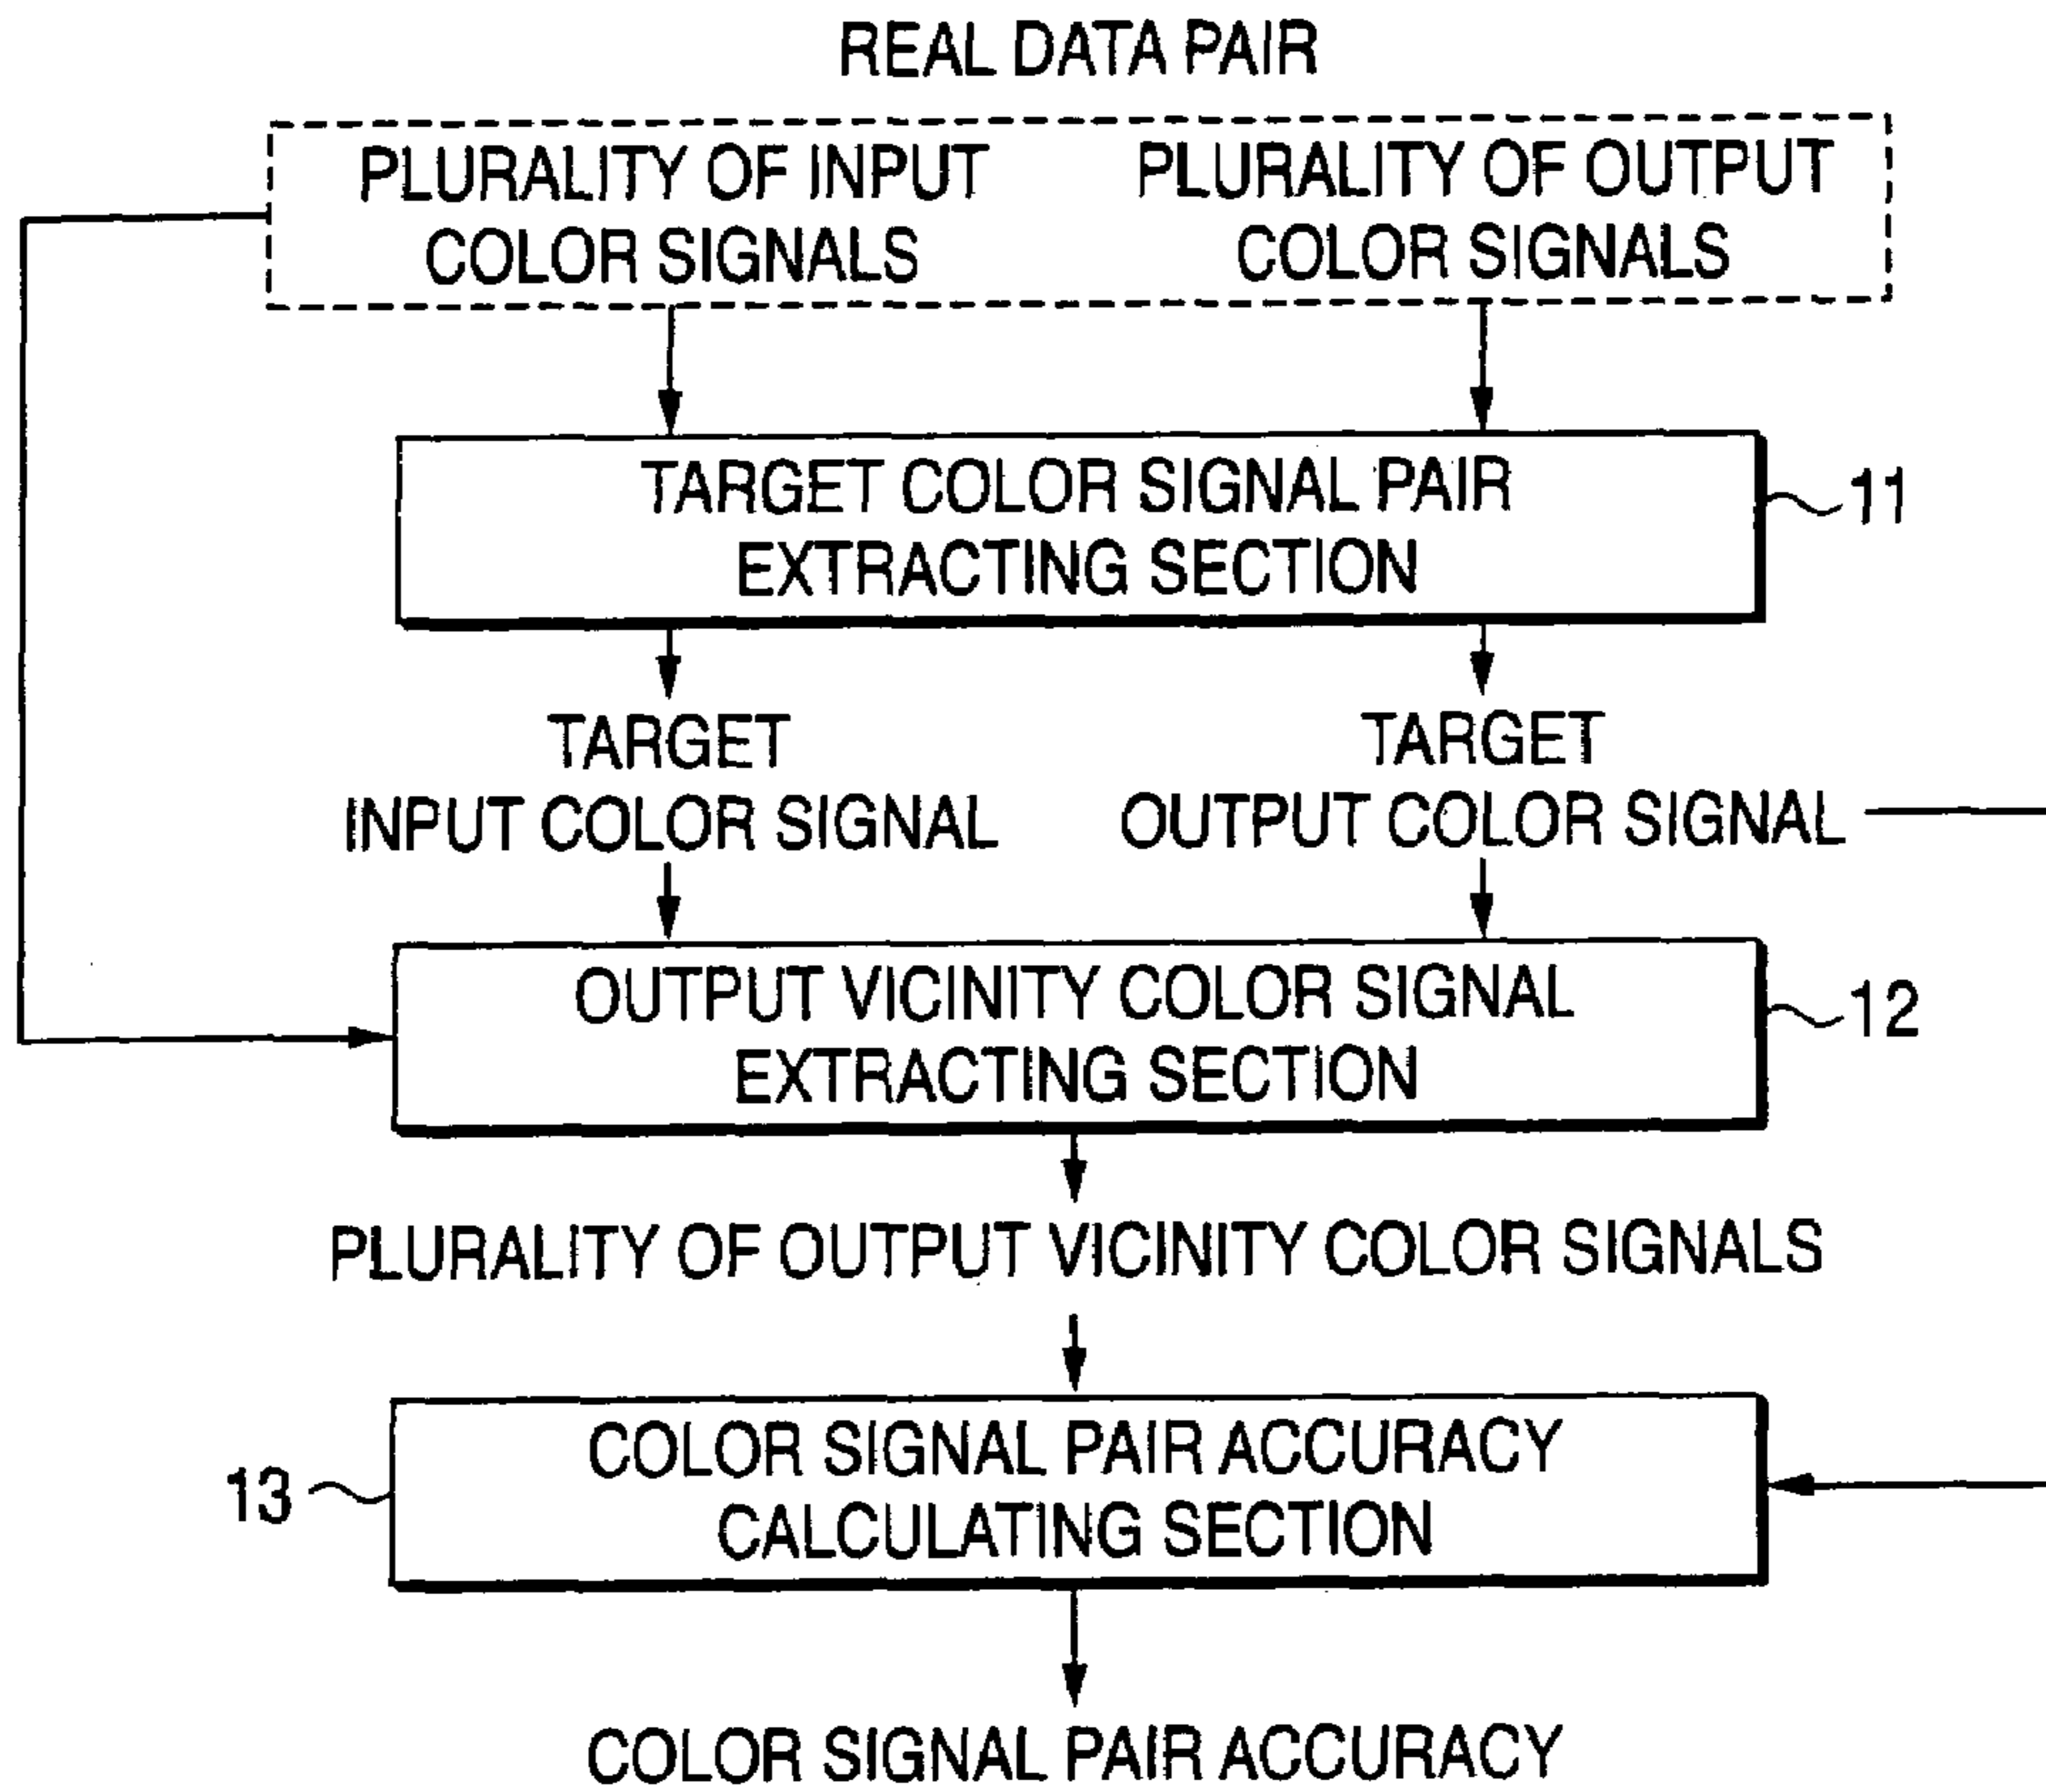 REAL DATA PAIR
PLURALITY OF INPUT
COLOR SIGNALS
PLURALITY OF OUTPUT
COLOR SIGNALS
TARGET COLOR SIGNAL PAIR
EXTRACTING SECTION
11
TARGET
INPUT COLOR SIGNAL
TARGET
OUTPUT COLOR SIGNAL
OUTPUT VICINITY COLOR SIGNAL
EXTRACTING SECTION
12
PLURALITY OF OUTPUT VICINITY COLOR SIGNALS
COLOR SIGNAL PAIR ACCURACY
CALCULATING SECTION
13
COLOR SIGNAL PAIR ACCURACY